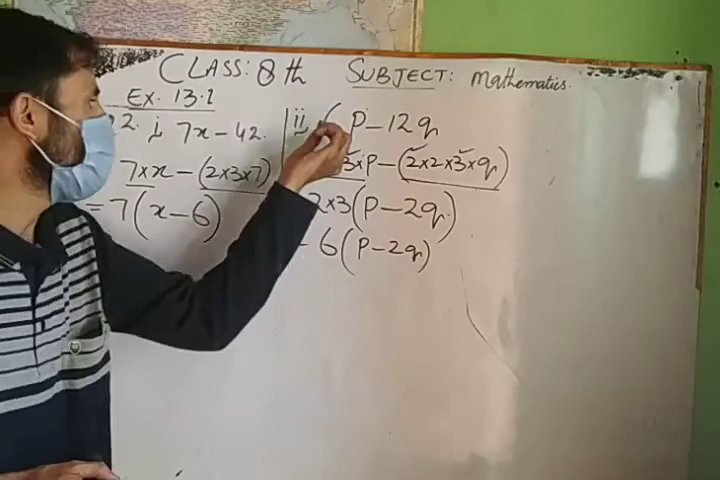 CLASS: 8th SUBJECT: Mathematics.
EX. 13.2
2. i 7x - 42.
7×x - (2×3×7)
= 7(x - 6)
ii 6p - 12q
3×p - (2×2×3×q)
2×3(p - 2q)
= 6(p - 2q)